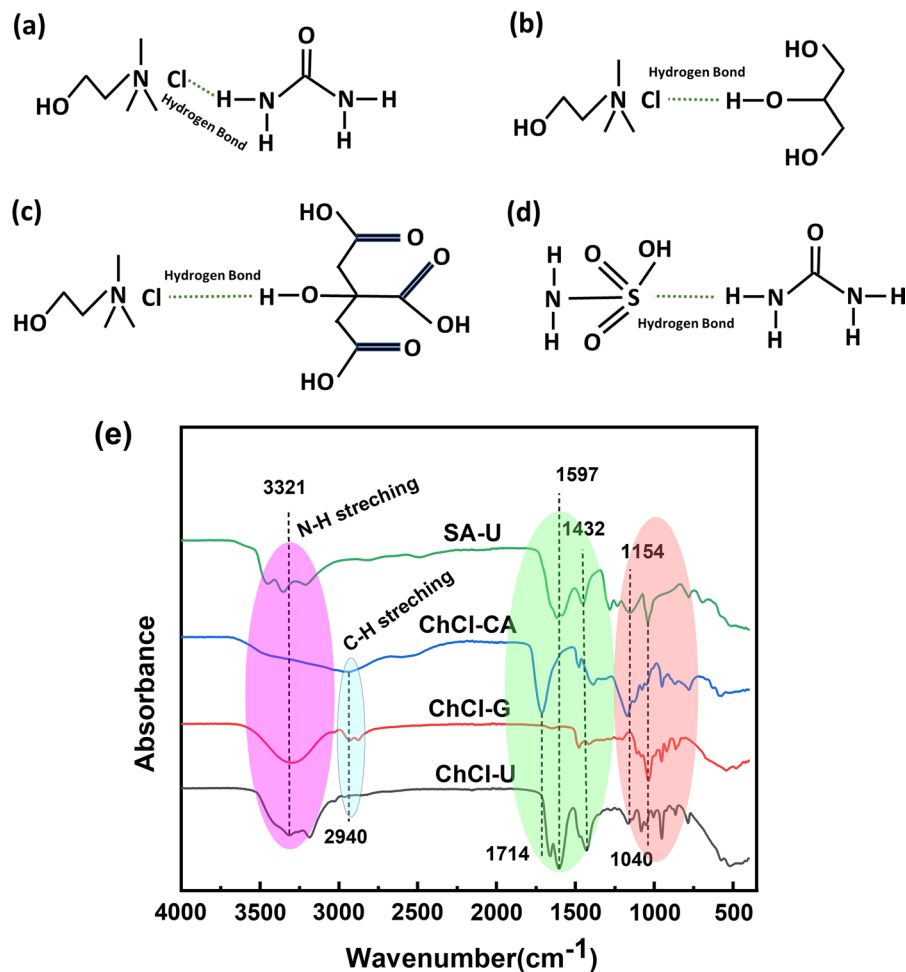 (a)
O
N Cl H N N H
HO
Hydrogen Bond
H H
(b)
HO
Hydrogen Bond
N Cl H O
HO
HO
(c)
HO O
O
Hydrogen Bond
N Cl H O
HO
OH
O
HO
(d)
H O OH O
Hydrogen Bond
N S H N N H
H O H H
(e)
3321
N-H streching
1597
1432
1154
SA-U
C-H streching
ChCl-CA
ChCl-G
ChCl-U
2940
1714
1040
Absorbance
4000 3500 3000 2500 2000 1500 1000 500
Wavenumber(cm-1)